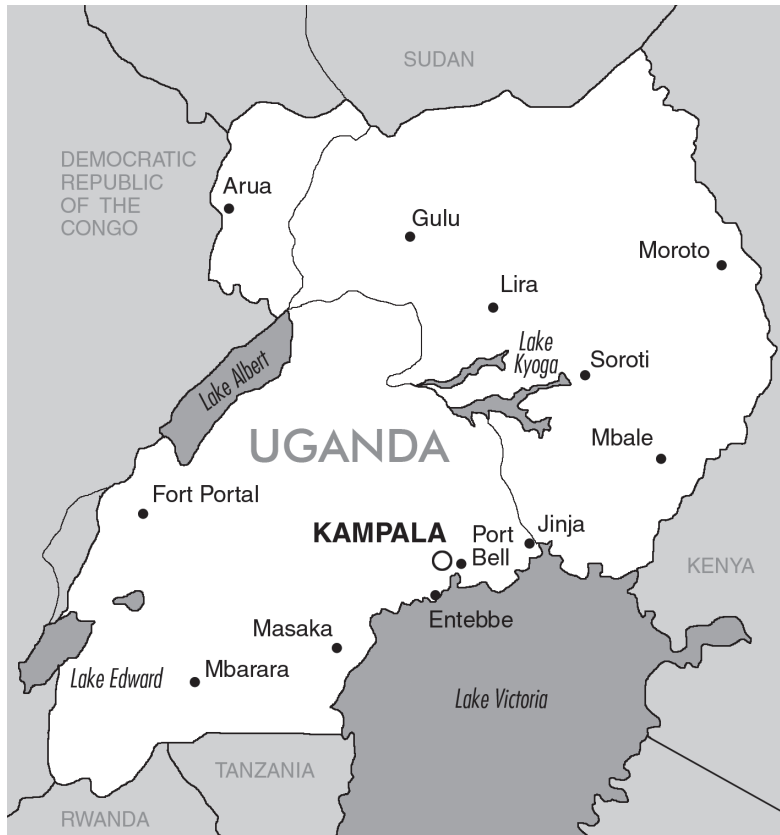 SUDAN
DEMOCRATIC
REPUBLIC
OF THE
CONGO
Arua
Gulu
Moroto
Lira
Lake
Kyoga
Soroti
Lake Albert
UGANDA
Mbale
Fort Portal
KAMPALA
Port
Bell
Jinja
KENYA
Entebbe
Masaka
Mbarara
Lake Edward
Lake Victoria
TANZANIA
RWANDA